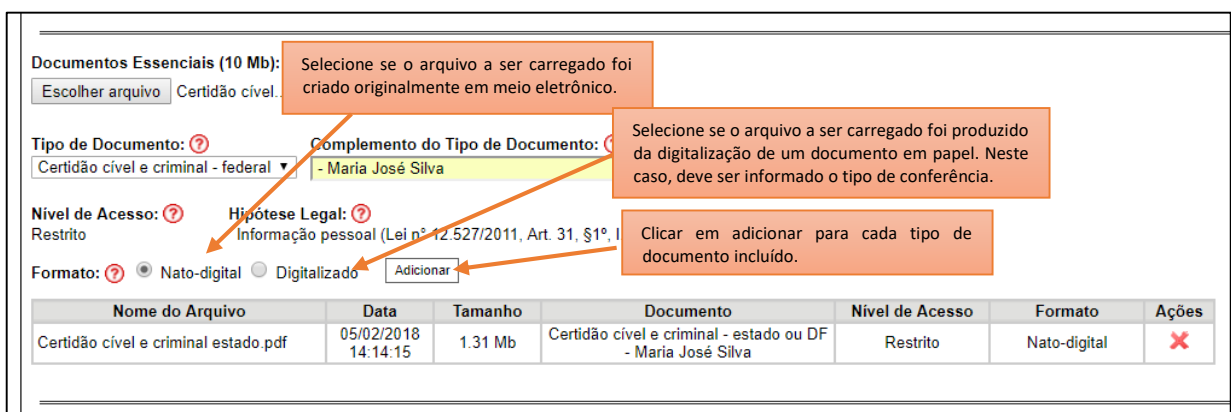 Documentos Essenciais (10 Mb):
Selecione se o arquivo a ser carregado foi
criado originalmente em meio eletrônico.
Escolher arquivo Certidão cível...
Selecione se o arquivo a ser carregado foi produzido
da digitalização de um documento em papel. Neste
caso, deve ser informado o tipo de conferência.
Tipo de Documento: ? Complemento do Tipo de Documento: ?
Certidão cível e criminal - federal ▼ - Maria José Silva
Nível de Acesso: ? Hipótese Legal: ?
Restrito Informação pessoal (Lei nº 12.527/2011, Art. 31, §1º, I
Clicar em adicionar para cada tipo de
documento incluído.
Formato: ? Nato-digital Digitalizado Adicionar
Nome do Arquivo Data Tamanho Documento Nível de Acesso Formato Ações
Certidão cível e criminal estado.pdf 05/02/2018 14:14:15 1.31 Mb Certidão cível e criminal - estado ou DF - Maria José Silva Restrito Nato-digital